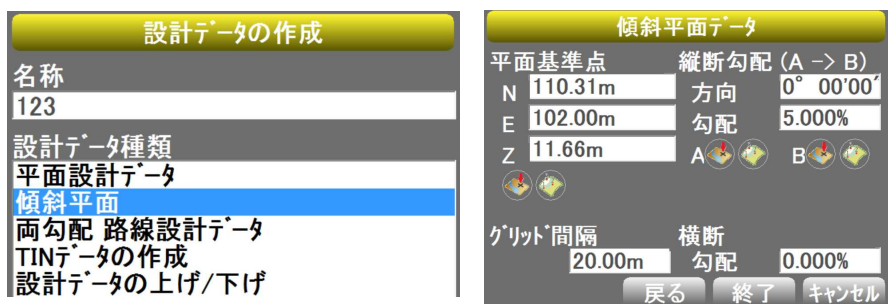 設計ﾃﾞｰﾀの作成
名称
123
設計ﾃﾞｰﾀ種類
平面設計ﾃﾞｰﾀ
傾斜平面
両勾配 路線設計ﾃﾞｰﾀ
TINﾃﾞｰﾀの作成
設計ﾃﾞｰﾀの上げ/下げ
傾斜平面ﾃﾞｰﾀ
平面基準点 縦断勾配 (A -> B)
N 110.31m 方向 0° 00'00"
E 102.00m 勾配 5.000%
Z 11.66m A B
ｸﾞﾘｯﾄﾞ間隔 横断
20.00m 勾配 0.000%
戻る 終了 ｷｬﾝｾﾙ